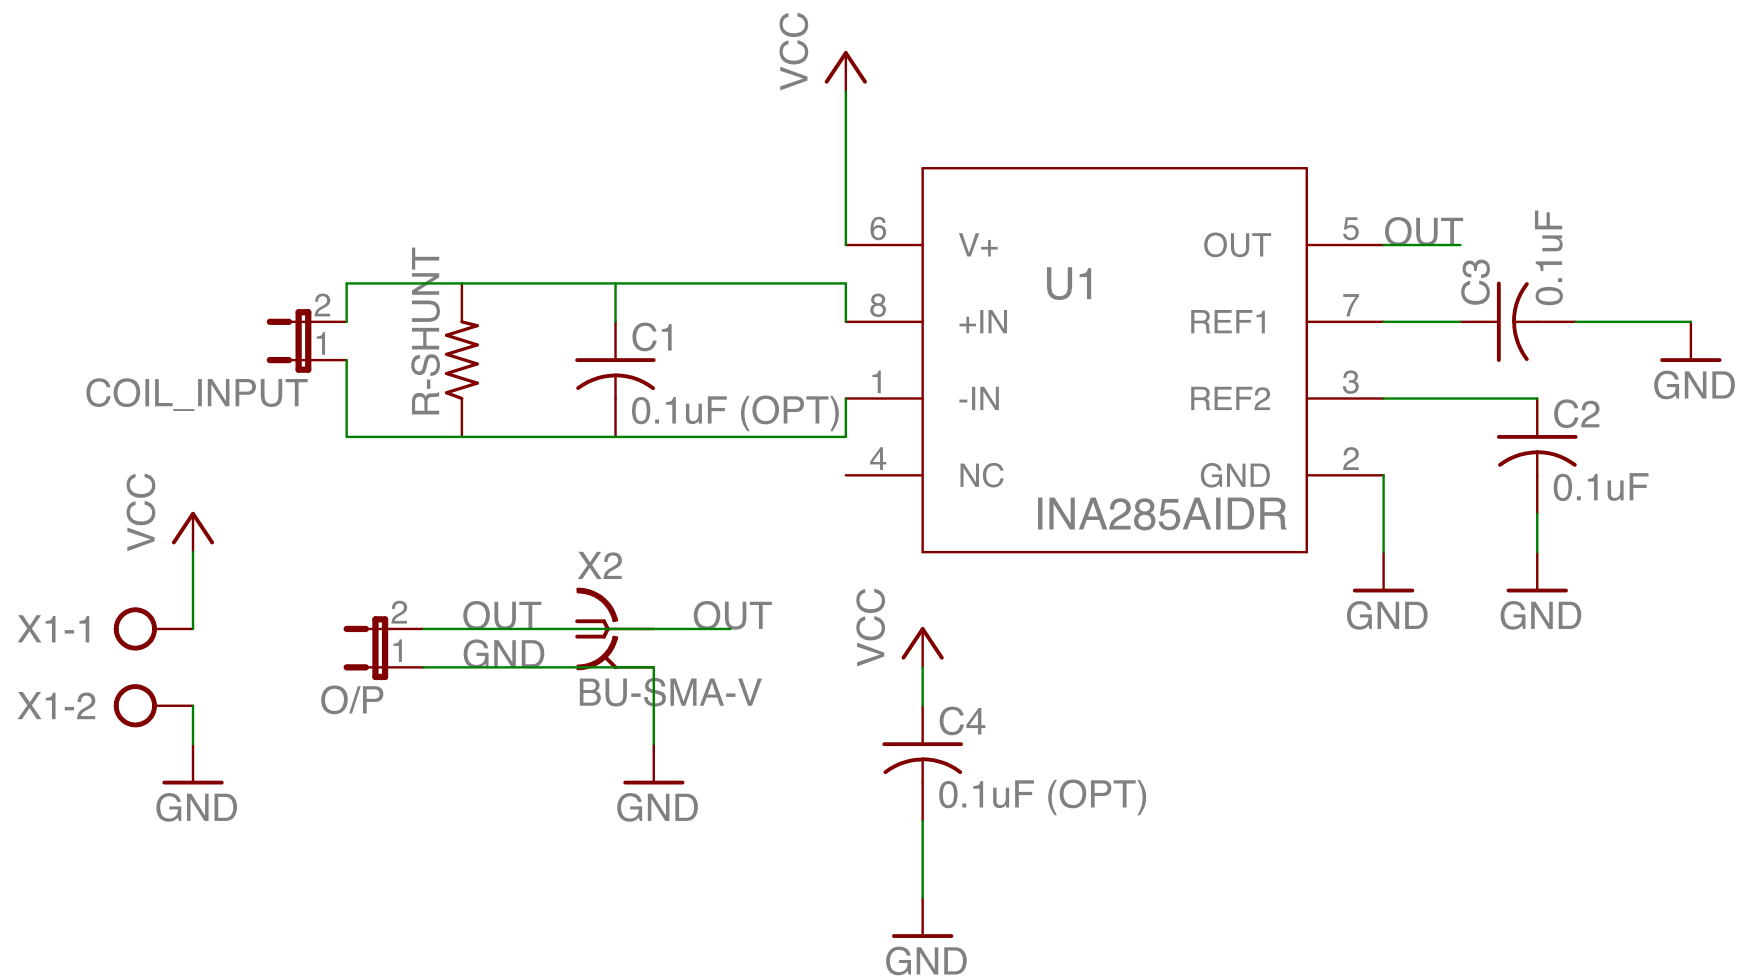 VCC
6
V+
U1
OUT
5
OUT
8
+IN
REF1
7
C3
0.1uF
GND
1
-IN
REF2
3
C2
0.1uF
GND
4
NC
GND
2
GND
INA285AIDR
2
1
COIL_INPUT
R-SHUNT
C1
0.1uF (OPT)
VCC
X1-1
X1-2
GND
2
1
O/P
OUT
GND
X2
OUT
BU-SMA-V
GND
VCC
C4
0.1uF (OPT)
GND